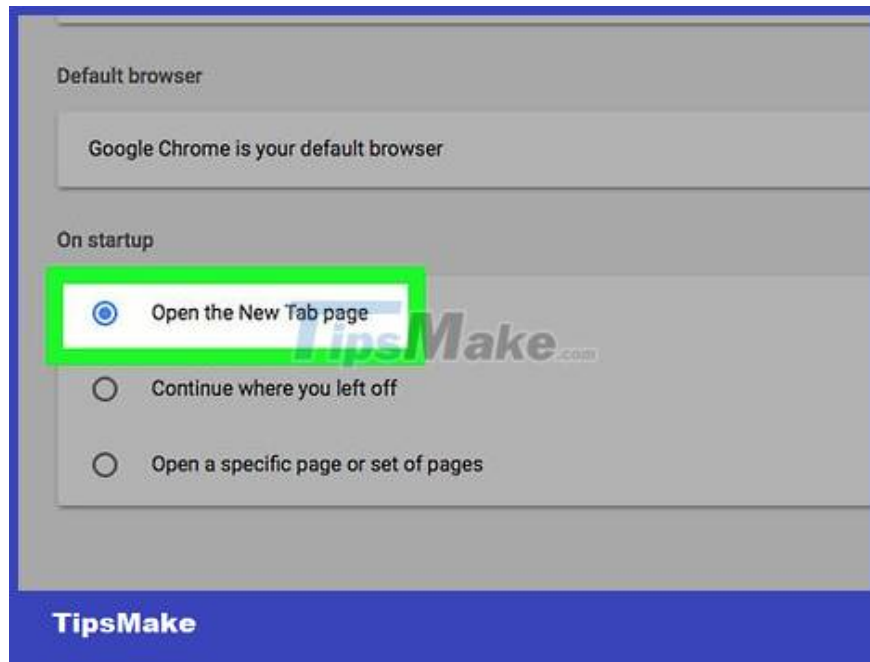 Default browser
Google Chrome is your default browser
On startup
Open the New Tab page
TipsMake.com
Continue where you left off
Open a specific page or set of pages
TipsMake